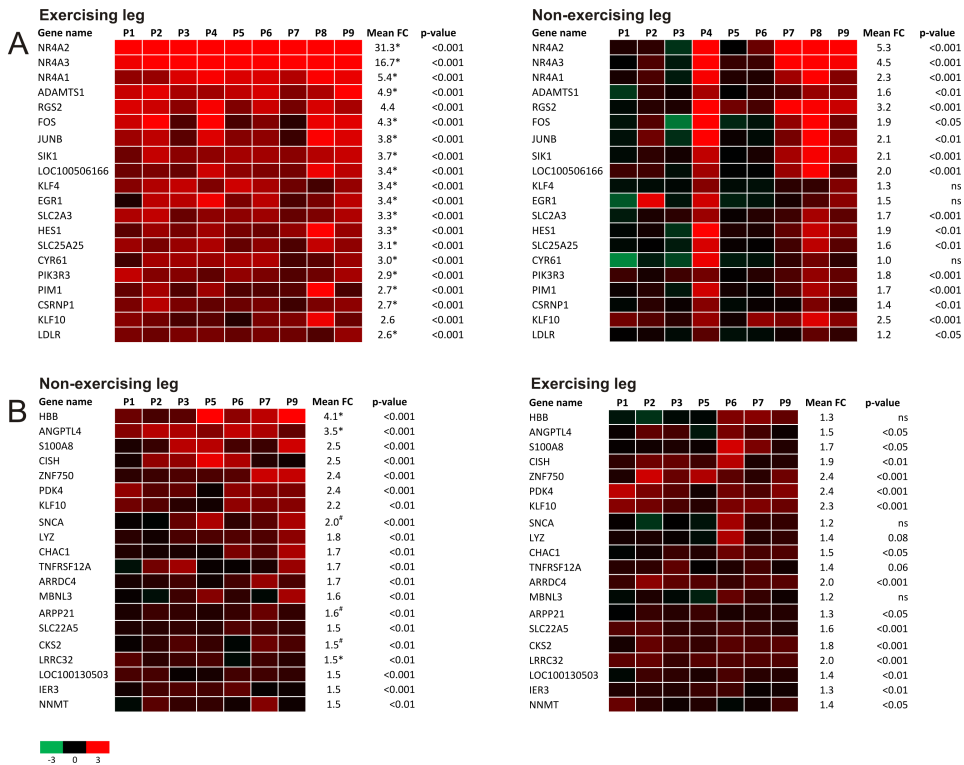 A
Exercising leg
Gene name P1 P2 P3 P4 P5 P6 P7 P8 P9 Mean FC p-value
NR4A2 31.3* <0.001
NR4A3 16.7* <0.001
NR4A1 5.4* <0.001
ADAMTS1 4.9* <0.001
RGS2 4.4 <0.001
FOS 4.3* <0.001
JUNB 3.8* <0.001
SIK1 3.7* <0.001
LOC100506166 3.4* <0.001
KLF4 3.4* <0.001
EGR1 3.4* <0.001
SLC2A3 3.3* <0.001
HES1 3.3* <0.001
SLC25A25 3.1* <0.001
CYR61 3.0* <0.001
PIK3R3 2.9* <0.001
PIM1 2.7* <0.001
CSRNP1 2.7* <0.001
KLF10 2.6 <0.001
LDLR 2.6* <0.001
Non-exercising leg
Gene name P1 P2 P3 P4 P5 P6 P7 P8 P9 Mean FC p-value
NR4A2 5.3 <0.001
NR4A3 4.5 <0.001
NR4A1 2.3 <0.001
ADAMTS1 1.6 <0.01
RGS2 3.2 <0.001
FOS 1.9 <0.05
JUNB 2.1 <0.01
SIK1 2.1 <0.001
LOC100506166 2.0 <0.001
KLF4 1.3 ns
EGR1 1.5 ns
SLC2A3 1.7 <0.001
HES1 1.9 <0.01
SLC25A25 1.6 <0.01
CYR61 1.0 ns
PIK3R3 1.8 <0.001
PIM1 1.7 <0.001
CSRNP1 1.4 <0.01
KLF10 2.5 <0.001
LDLR 1.2 <0.05
B
Non-exercising leg
Gene name P1 P2 P3 P5 P6 P7 P9 Mean FC p-value
HBB 4.1* <0.001
ANGPTL4 3.5* <0.001
S100A8 2.5 <0.001
CISH 2.5 <0.001
ZNF750 2.4 <0.001
PDK4 2.4 <0.001
KLF10 2.2 <0.01
SNCA 2.0# <0.001
LYZ 1.8 <0.01
CHAC1 1.7 <0.01
TNFRSF12A 1.7 <0.01
ARRDC4 1.7 <0.01
MBNL3 1.6 <0.01
ARPP21 1.6# <0.01
SLC22A5 1.5 <0.01
CKS2 1.5# <0.01
LRRC32 1.5* <0.01
LOC100130503 1.5 <0.001
IER3 1.5 <0.001
NNMT 1.5 <0.01
Exercising leg
Gene name P1 P2 P3 P5 P6 P7 P9 Mean FC p-value
HBB 1.3 ns
ANGPTL4 1.5 <0.05
S100A8 1.7 <0.05
CISH 1.9 <0.01
ZNF750 2.4 <0.001
PDK4 2.4 <0.001
KLF10 2.3 <0.001
SNCA 1.2 ns
LYZ 1.4 0.08
CHAC1 1.5 <0.05
TNFRSF12A 1.4 0.06
ARRDC4 2.0 <0.001
MBNL3 1.2 ns
ARPP21 1.3 <0.05
SLC22A5 1.6 <0.001
CKS2 1.8 <0.001
LRRC32 2.0 <0.001
LOC100130503 1.4 <0.01
IER3 1.3 <0.01
NNMT 1.4 <0.05
-3 0 3